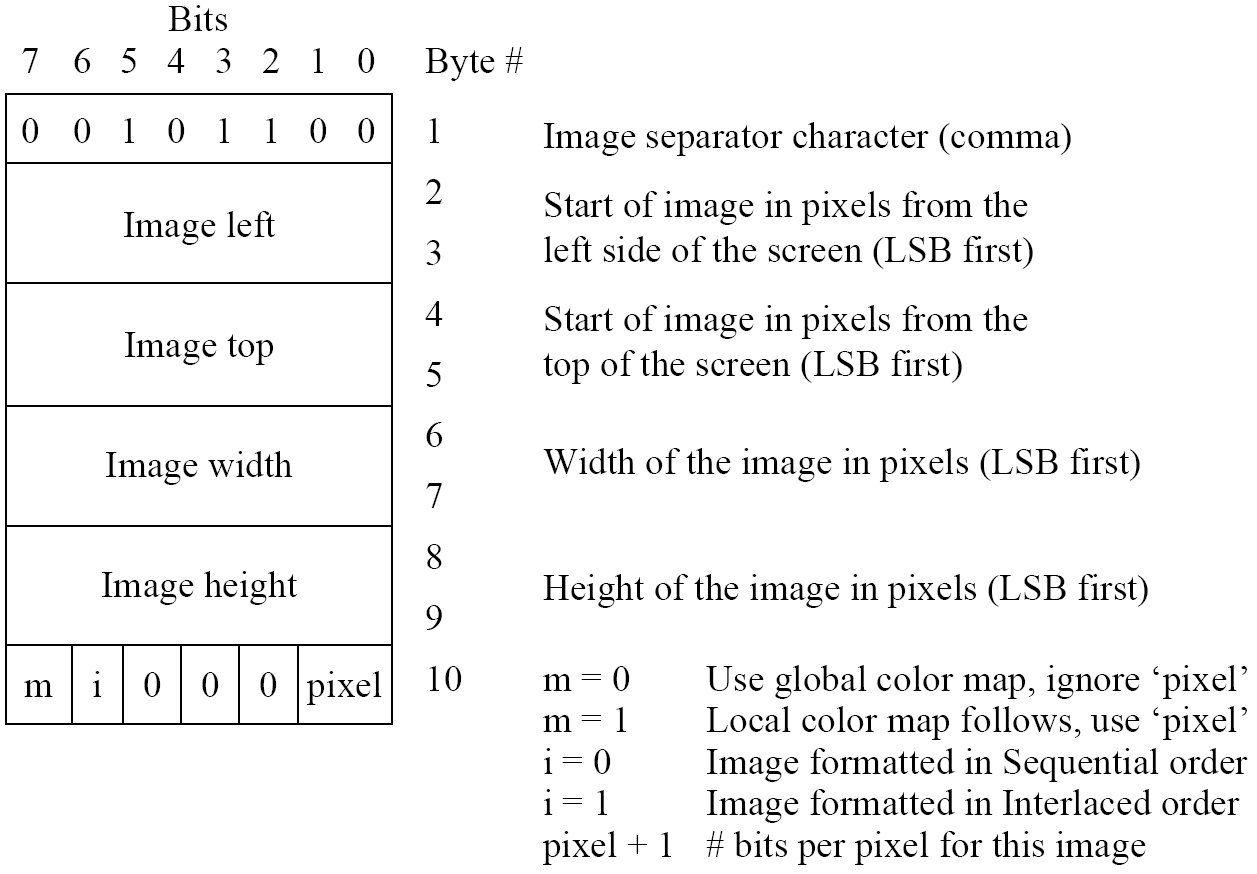 Bits
7 6 5 4 3 2 1 0 Byte #
0 0 1 0 1 1 0 0 1 Image separator character (comma)
Image left 2 3 Start of image in pixels from the
left side of the screen (LSB first)
Image top 4 5 Start of image in pixels from the
top of the screen (LSB first)
Image width 6 7 Width of the image in pixels (LSB first)
Image height 8 9 Height of the image in pixels (LSB first)
m i 0 0 0 pixel 10 m = 0 Use global color map, ignore ‘pixel’
m = 1 Local color map follows, use ‘pixel’
i = 0 Image formatted in Sequential order
i = 1 Image formatted in Interlaced order
pixel + 1 # bits per pixel for this image